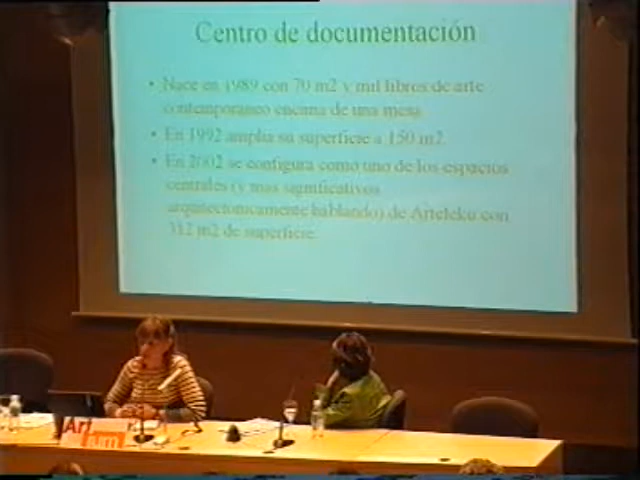 Centro de documentación
• Nace en 1989 con 70 m2 y mil libros de arte
contemporaneo encima de una mesa.
• En 1992 amplia su superficie a 150 m2.
• En 2002 se configura como uno de los espacios
centrales (y mas significativos
arquitectonicamente hablando) de Arteleku con
312 m2 de superficie.